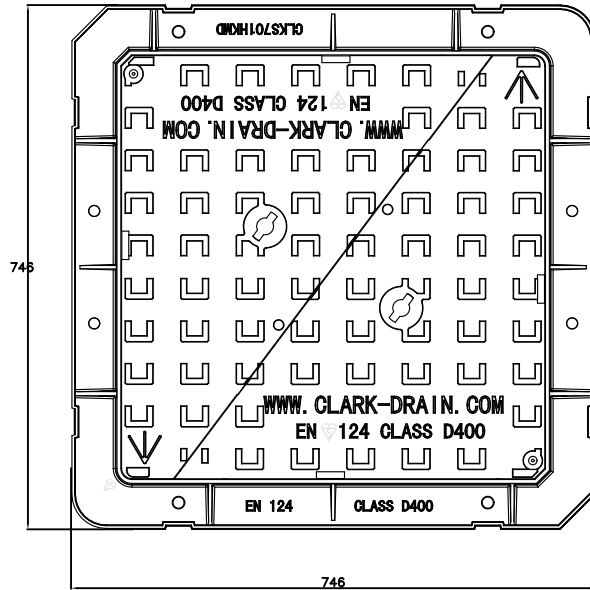 CLKS701HKMD
EN 124 CLASS D400
WWW. CLARK-DRAIN. COM
746
WWW. CLARK-DRAIN. COM
EN 124 CLASS D400
EN 124 CLASS D400
746